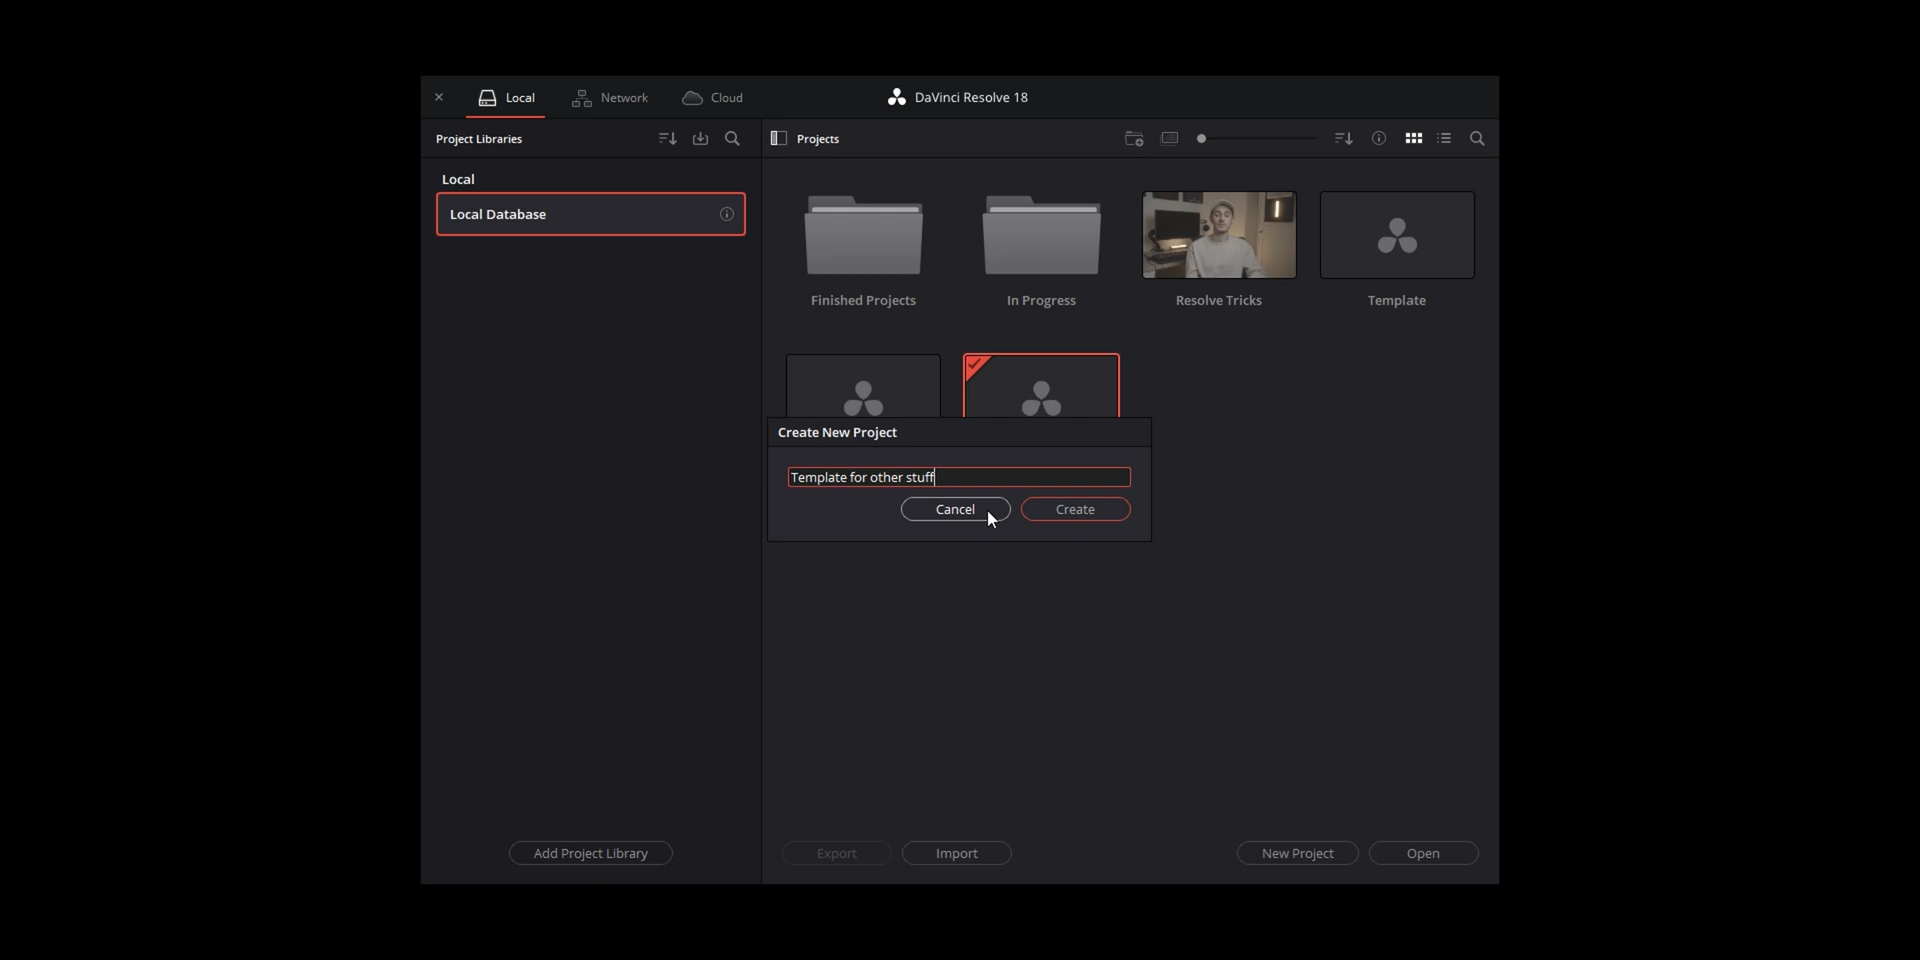 Local
Network
Cloud
DaVinci Resolve 18
Project Libraries
Projects
Local
Local Database
Finished Projects
In Progress
Resolve Tricks
Template
Create New Project
Template for other stuff
Cancel
Create
Add Project Library
Export
Import
New Project
Open